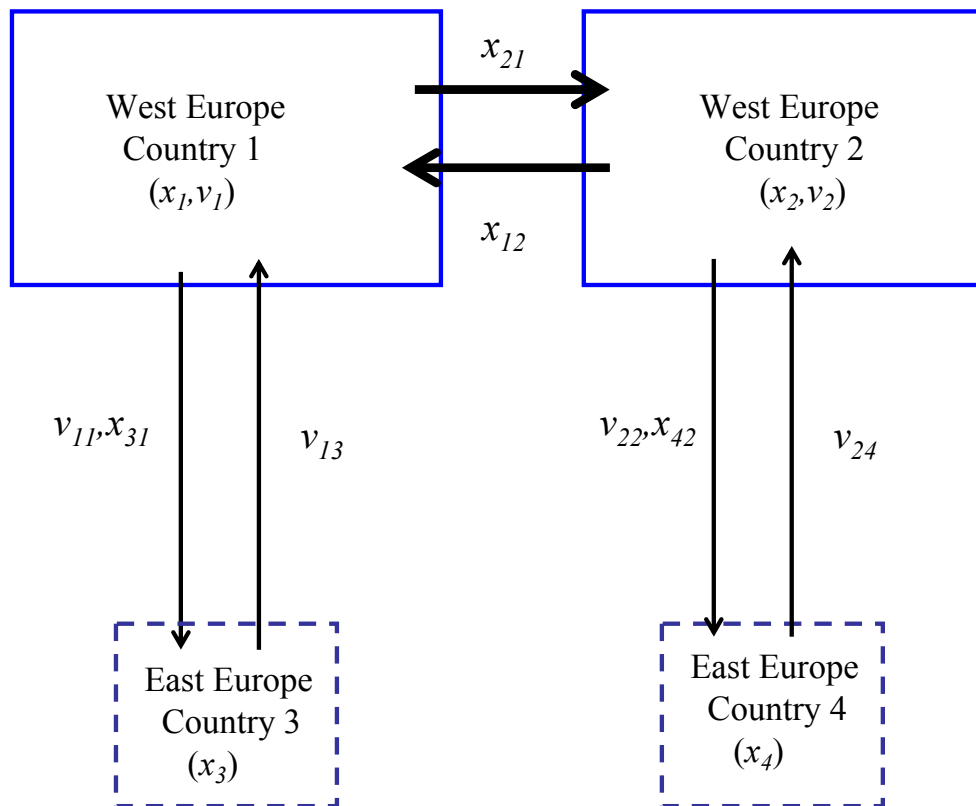 x21
West Europe
Country 1
(x1,v1)
West Europe
Country 2
(x2,v2)
x12
v11,x31
v13
v22,x42
v24
East Europe
Country 3
(x3)
East Europe
Country 4
(x4)